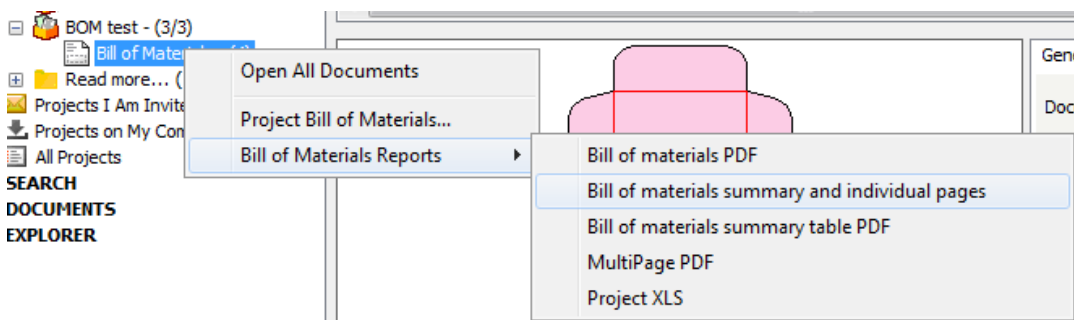 BOM test - (3/3)
Bill of Mate
Read more... (
Projects I Am Invite
Projects on My Com
All Projects
SEARCH
DOCUMENTS
EXPLORER
Open All Documents
Project Bill of Materials...
Bill of Materials Reports
Bill of materials PDF
Bill of materials summary and individual pages
Bill of materials summary table PDF
MultiPage PDF
Project XLS
Gene
Doc